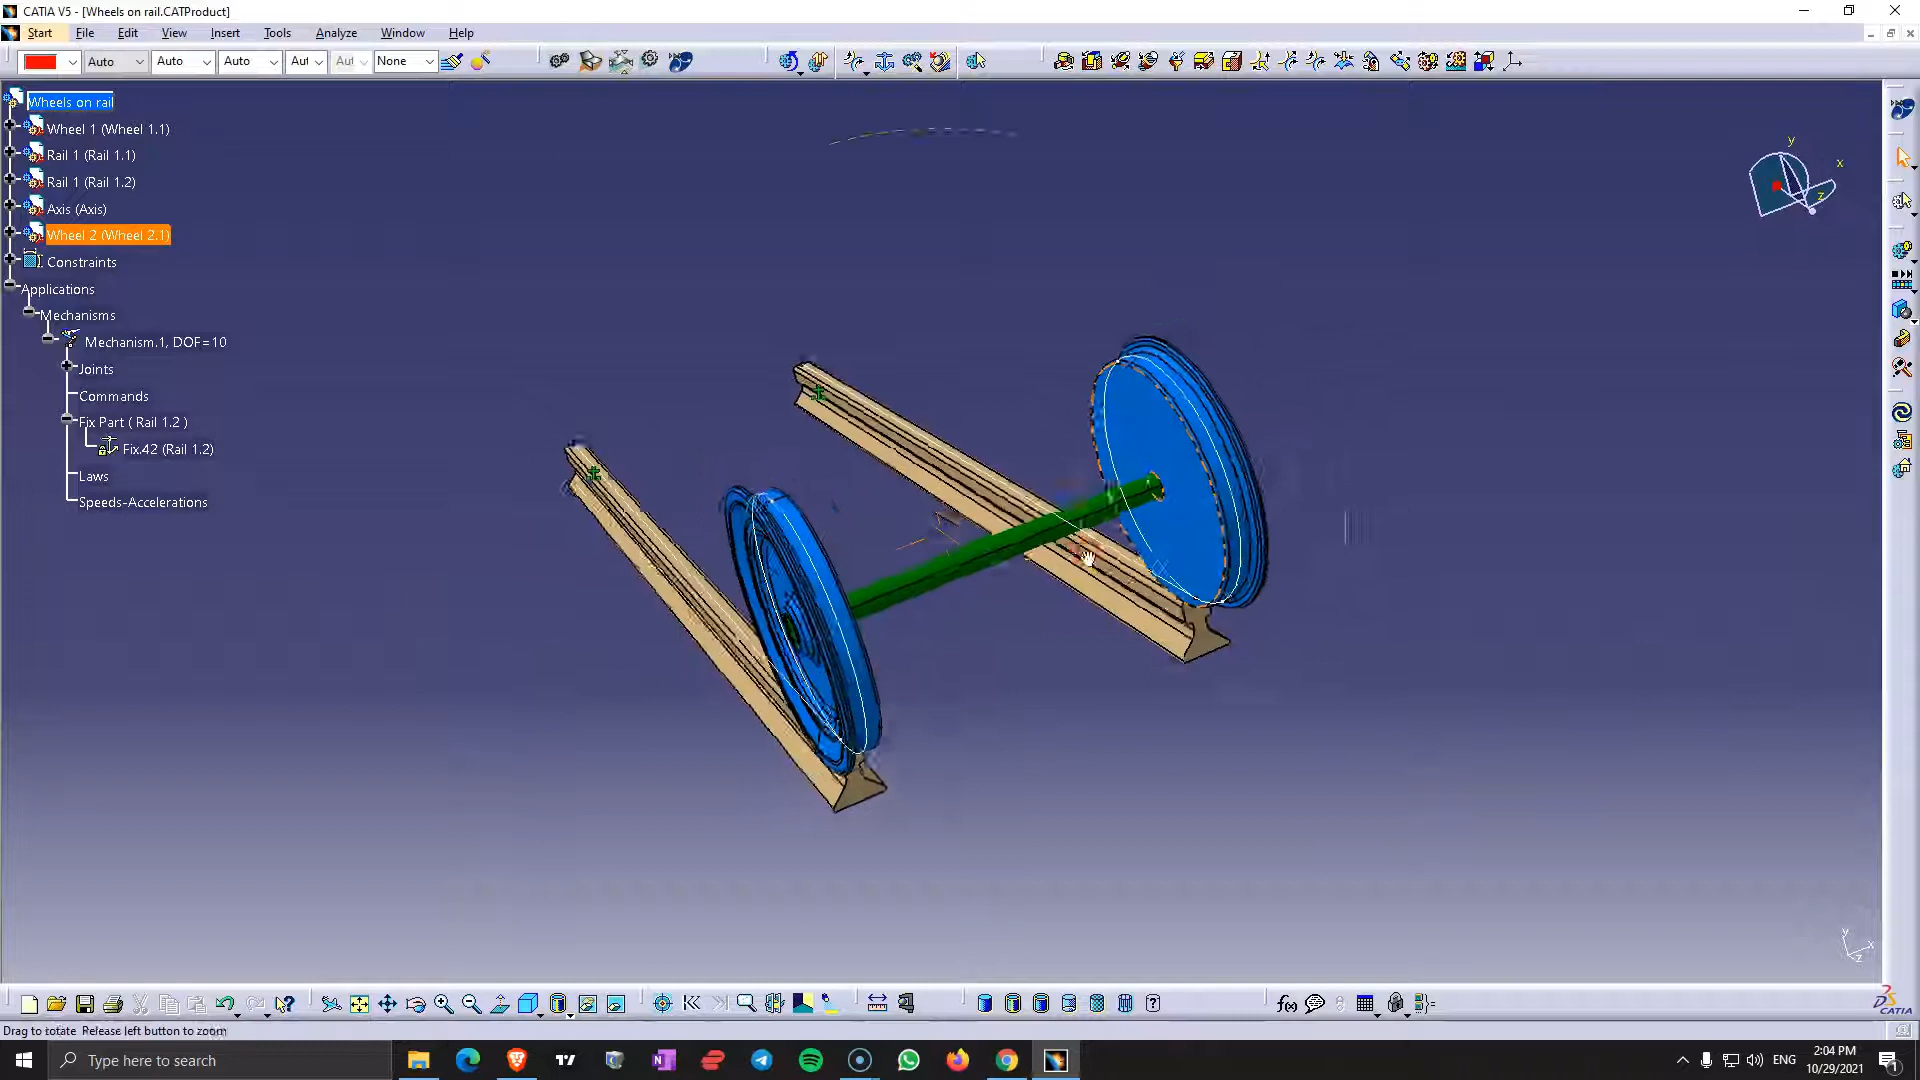 CATIA V5 - [Wheels on rail.CATProduct]
Start File Edit View Insert Tools Analyze Window Help
Auto Auto Auto Aut Aut None
Wheels on rail
Wheel 1 (Wheel 1.1)
Rail 1 (Rail 1.1)
Rail 1 (Rail 1.2)
Axis (Axis)
Wheel 2 (Wheel 2.1)
Constraints
Applications
Mechanisms
Mechanism.1, DOF=10
Joints
Commands
Fix Part ( Rail 1.2 )
Fix.42 (Rail 1.2)
Laws
Speeds-Accelerations
y
x
z
y
x
z
f(x)
CATIA
Drag to rotate Release left button to zoom
Type here to search
ENG
2:04 PM
10/29/2021
1